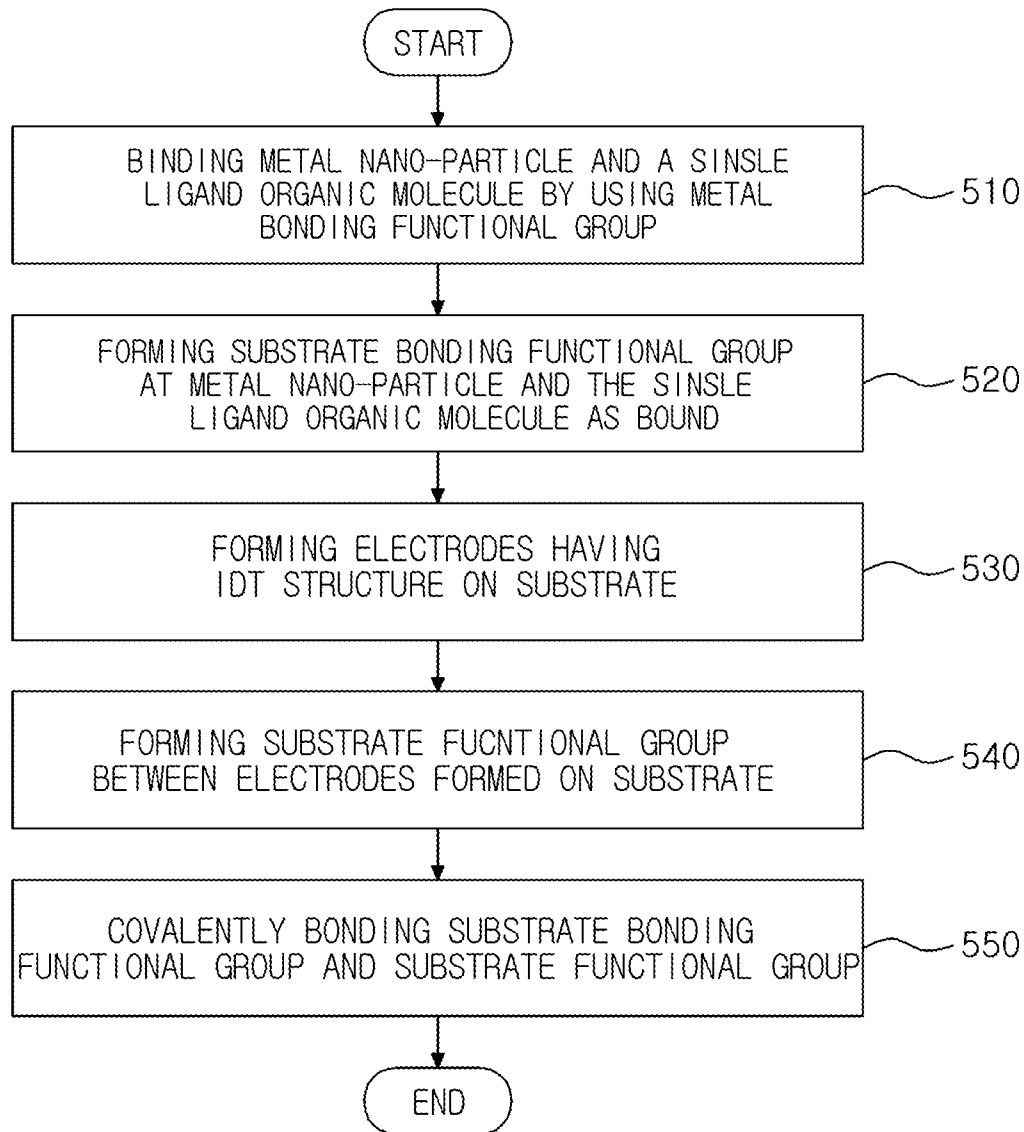 START
BINDING METAL NANO-PARTICLE AND A SINSLE
LIGAND ORGANIC MOLECULE BY USING METAL
BONDING FUNCTIONAL GROUP
510
FORMING SUBSTRATE BONDING FUNCTIONAL GROUP
AT METAL NANO-PARTICLE AND THE SINSLE
LIGAND ORGANIC MOLECULE AS BOUND
520
FORMING ELECTRODES HAVING
IDT STRUCTURE ON SUBSTRATE
530
FORMING SUBSTRATE FUCNTIONAL GROUP
BETWEEN ELECTRODES FORMED ON SUBSTRATE
540
COVALENTLY BONDING SUBSTRATE BONDING
FUNCTIONAL GROUP AND SUBSTRATE FUNCTIONAL GROUP
550
END